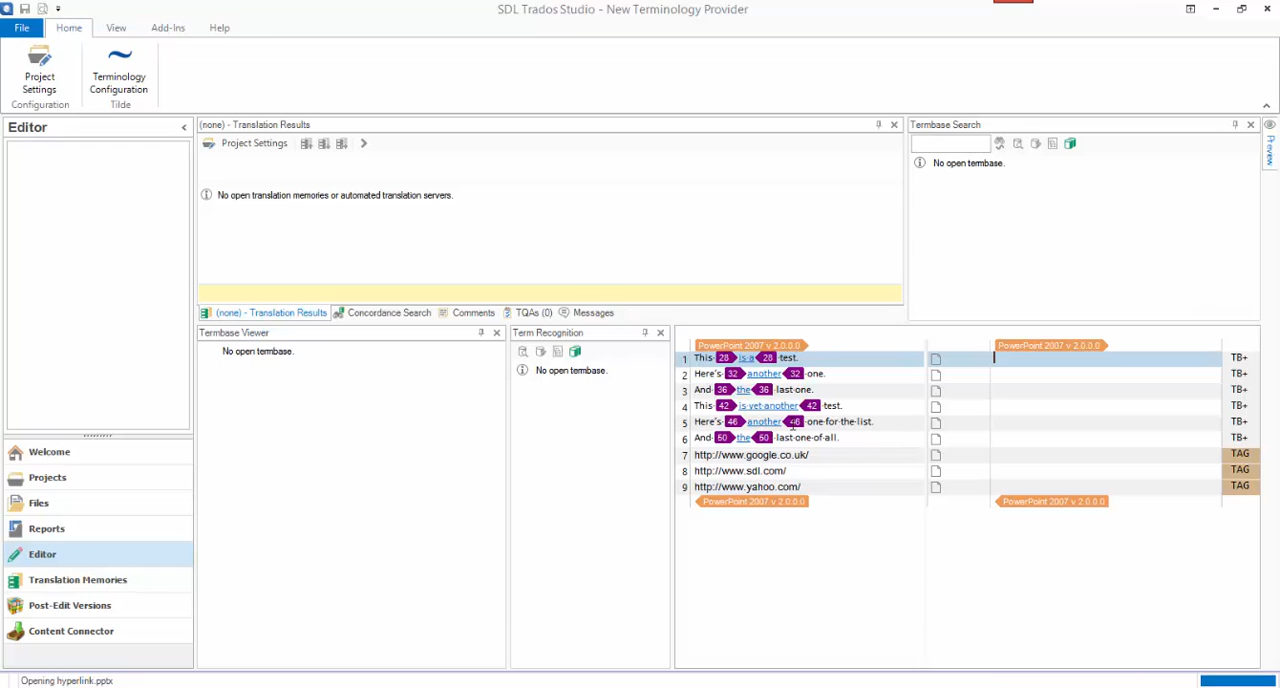 SDL Trados Studio - New Terminology Provider
File Home View Add-Ins Help
Project Settings
Terminology Configuration
Configuration
Tilde
Editor
Welcome
Projects
Files
Reports
Editor
Translation Memories
Post-Edit Versions
Content Connector
(none) - Translation Results
Project Settings
No open translation memories or automated translation servers.
(none) - Translation Results Concordance Search Comments TQAs (0) Messages
Termbase Search
No open termbase.
Preview
Termbase Viewer
No open termbase.
Term Recognition
No open termbase.
PowerPoint 2007 v 2.0.0.0 PowerPoint 2007 v 2.0.0.0
1 This 28 is a 28 test. TB+
2 Here's 32 another 32 one. TB+
3 And 36 the 36 last one. TB+
4 This 42 is yet another 42 test. TB+
5 Here's 46 another 46 one for the list. TB+
6 And 50 the 50 last one of all. TB+
7 http://www.google.co.uk/ TAG
8 http://www.sdl.com/ TAG
9 http://www.yahoo.com/ TAG
PowerPoint 2007 v 2.0.0.0 PowerPoint 2007 v 2.0.0.0
Opening hyperlink.pptx